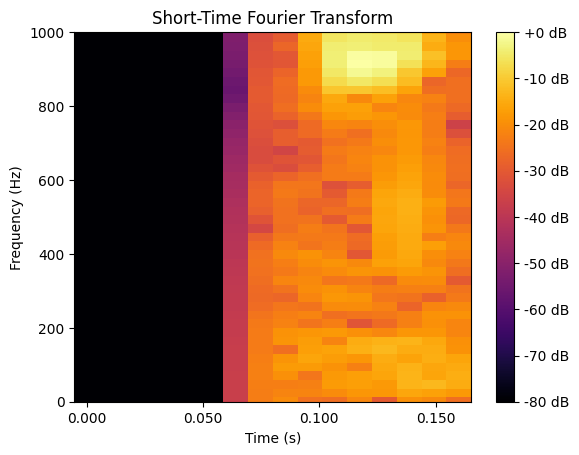 Short-Time Fourier Transform
1000
800
600
400
200
0
Frequency (Hz)
0.000
0.050
0.100
0.150
Time (s)
+0 dB
-10 dB
-20 dB
-30 dB
-40 dB
-50 dB
-60 dB
-70 dB
-80 dB